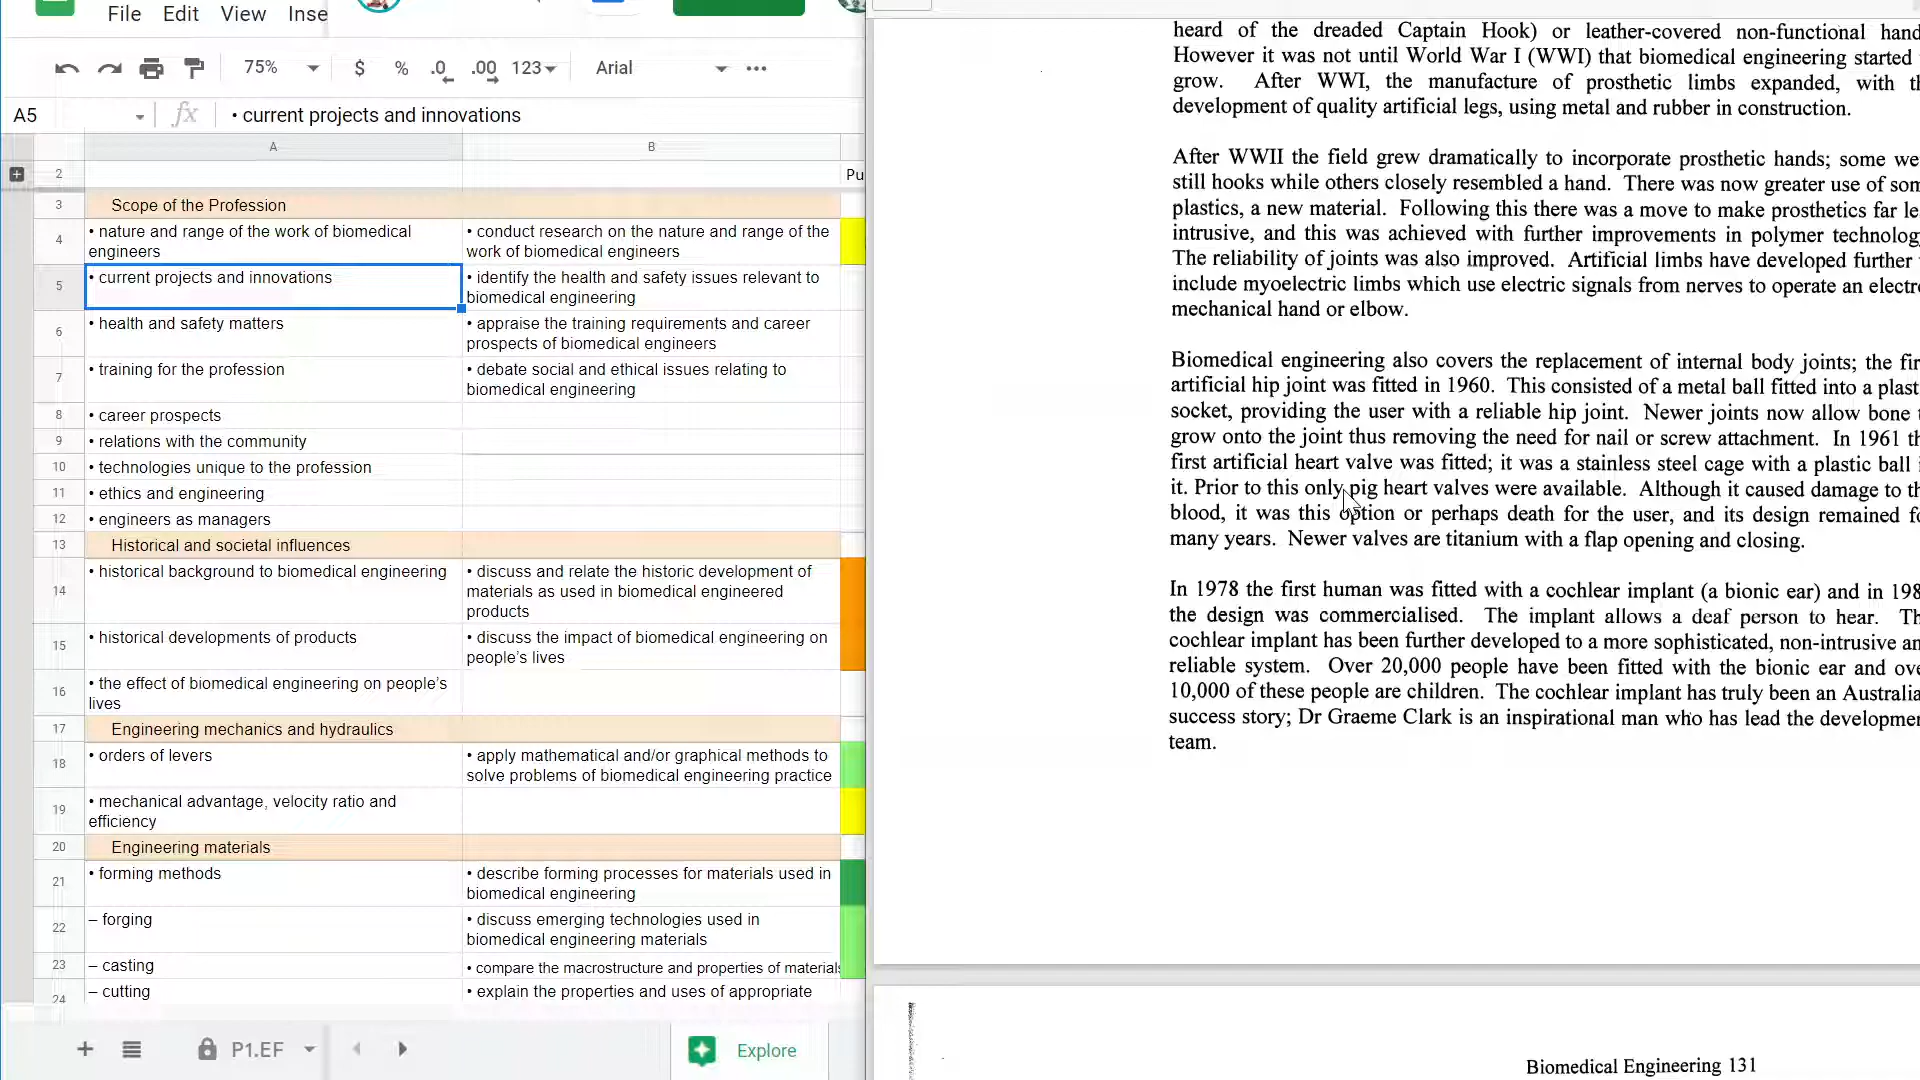 File Edit View Inse
75% $ % .0 .00 123 Arial
A5 fx • current projects and innovations
A B
2 Pu
3 Scope of the Profession
4 • nature and range of the work of biomedical • conduct research on the nature and range of the
engineers work of biomedical engineers
5 • current projects and innovations • identify the health and safety issues relevant to
biomedical engineering
6 • health and safety matters • appraise the training requirements and career
prospects of biomedical engineers
7 • training for the profession • debate social and ethical issues relating to
biomedical engineering
8 • career prospects
9 • relations with the community
10 • technologies unique to the profession
11 • ethics and engineering
12 • engineers as managers
13 Historical and societal influences
14 • historical background to biomedical engineering • discuss and relate the historic development of
materials as used in biomedical engineered
products
15 • historical developments of products • discuss the impact of biomedical engineering on
people's lives
16 • the effect of biomedical engineering on people's
lives
17 Engineering mechanics and hydraulics
18 • orders of levers • apply mathematical and/or graphical methods to
solve problems of biomedical engineering practice
19 • mechanical advantage, velocity ratio and
efficiency
20 Engineering materials
21 • forming methods • describe forming processes for materials used in
biomedical engineering
22 – forging • discuss emerging technologies used in
biomedical engineering materials
23 – casting • compare the macrostructure and properties of materials
24 – cutting • explain the properties and uses of appropriate
P1.EF Explore
heard of the dreaded Captain Hook) or leather-covered non-functional hand
However it was not until World War I (WWI) that biomedical engineering started
grow. After WWI, the manufacture of prosthetic limbs expanded, with th
development of quality artificial legs, using metal and rubber in construction.
After WWII the field grew dramatically to incorporate prosthetic hands; some we
still hooks while others closely resembled a hand. There was now greater use of som
plastics, a new material. Following this there was a move to make prosthetics far le
intrusive, and this was achieved with further improvements in polymer technology
The reliability of joints was also improved. Artificial limbs have developed further
include myoelectric limbs which use electric signals from nerves to operate an electro
mechanical hand or elbow.
Biomedical engineering also covers the replacement of internal body joints; the fir
artificial hip joint was fitted in 1960. This consisted of a metal ball fitted into a plast
socket, providing the user with a reliable hip joint. Newer joints now allow bone t
grow onto the joint thus removing the need for nail or screw attachment. In 1961 th
first artificial heart valve was fitted; it was a stainless steel cage with a plastic ball i
it. Prior to this only pig heart valves were available. Although it caused damage to th
blood, it was this option or perhaps death for the user, and its design remained fo
many years. Newer valves are titanium with a flap opening and closing.
In 1978 the first human was fitted with a cochlear implant (a bionic ear) and in 198
the design was commercialised. The implant allows a deaf person to hear. Th
cochlear implant has been further developed to a more sophisticated, non-intrusive an
reliable system. Over 20,000 people have been fitted with the bionic ear and ove
10,000 of these people are children. The cochlear implant has truly been an Australia
success story; Dr Graeme Clark is an inspirational man who has lead the developmen
team.
Biomedical Engineering 131